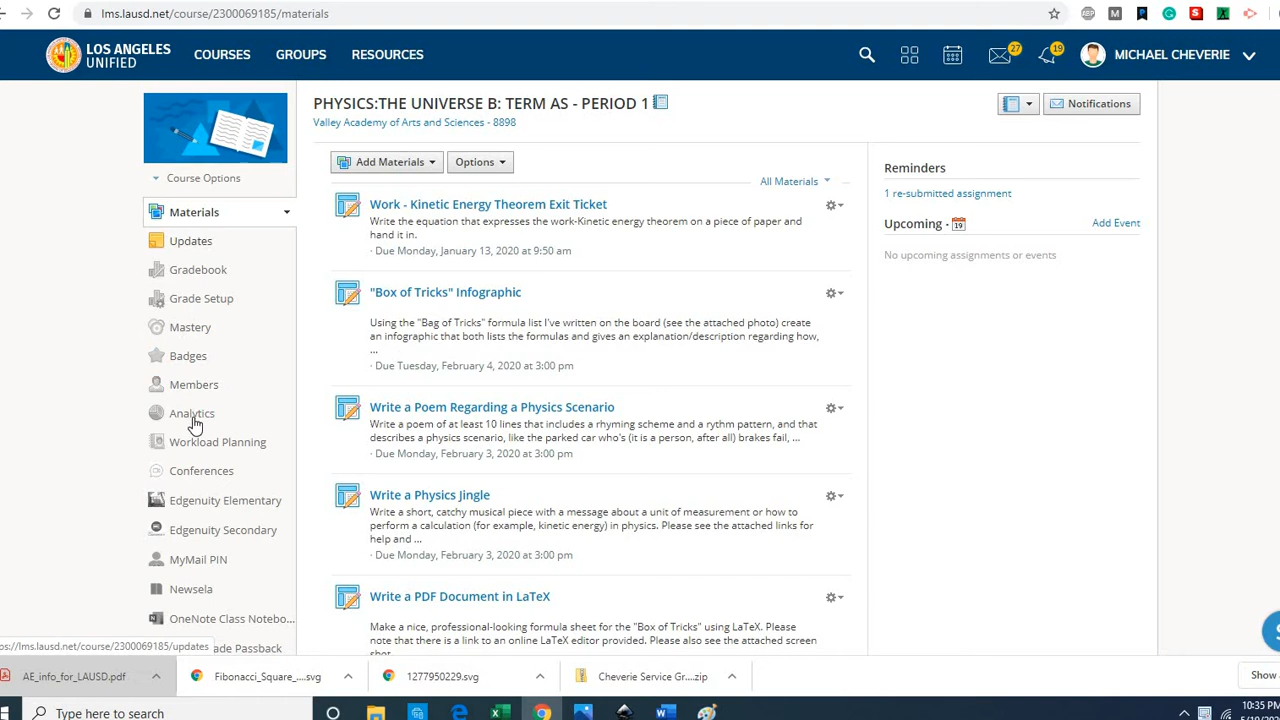 lms.lausd.net/course/2300069185/materials
ABP
M
S
LOS ANGELES
UNIFIED
COURSES
GROUPS
RESOURCES
27
19
MICHAEL CHEVERIE
PHYSICS:THE UNIVERSE B: TERM AS - PERIOD 1
Valley Academy of Arts and Sciences - 8898
Notifications
Course Options
Materials
Updates
Gradebook
Grade Setup
Mastery
Badges
Members
Analytics
Workload Planning
Conferences
Edgenuity Elementary
Edgenuity Secondary
MyMail PIN
Newsela
OneNote Class Notebo...
ade Passback
Add Materials
Options
All Materials
Work - Kinetic Energy Theorem Exit Ticket
Write the equation that expresses the work-Kinetic energy theorem on a piece of paper and
hand it in.
· Due Monday, January 13, 2020 at 9:50 am
"Box of Tricks" Infographic
Using the "Bag of Tricks" formula list I've written on the board (see the attached photo) create
an infographic that both lists the formulas and gives an explanation/description regarding how,
...
· Due Tuesday, February 4, 2020 at 3:00 pm
Write a Poem Regarding a Physics Scenario
Write a poem of at least 10 lines that includes a rhyming scheme and a rythm pattern, and that
describes a physics scenario, like the parked car who's (it is a person, after all) brakes fail, ...
· Due Monday, February 3, 2020 at 3:00 pm
Write a Physics Jingle
Write a short, catchy musical piece with a message about a unit of measurement or how to
perform a calculation (for example, kinetic energy) in physics. Please see the attached links for
help and ...
· Due Monday, February 3, 2020 at 3:00 pm
Write a PDF Document in LaTeX
Make a nice, professional-looking formula sheet for the "Box of Tricks" using LaTeX. Please
note that there is a link to an online LaTeX editor provided. Please also see the attached screen
shot.
Reminders
1 re-submitted assignment
Upcoming ·
19
Add Event
No upcoming assignments or events
ps://lms.lausd.net/course/2300069185/updates
AE_info_for_LAUSD.pdf
Fibonacci_Square_....svg
1277950229.svg
Cheverie Service Gr....zip
Show
Type here to search
10:35 PM